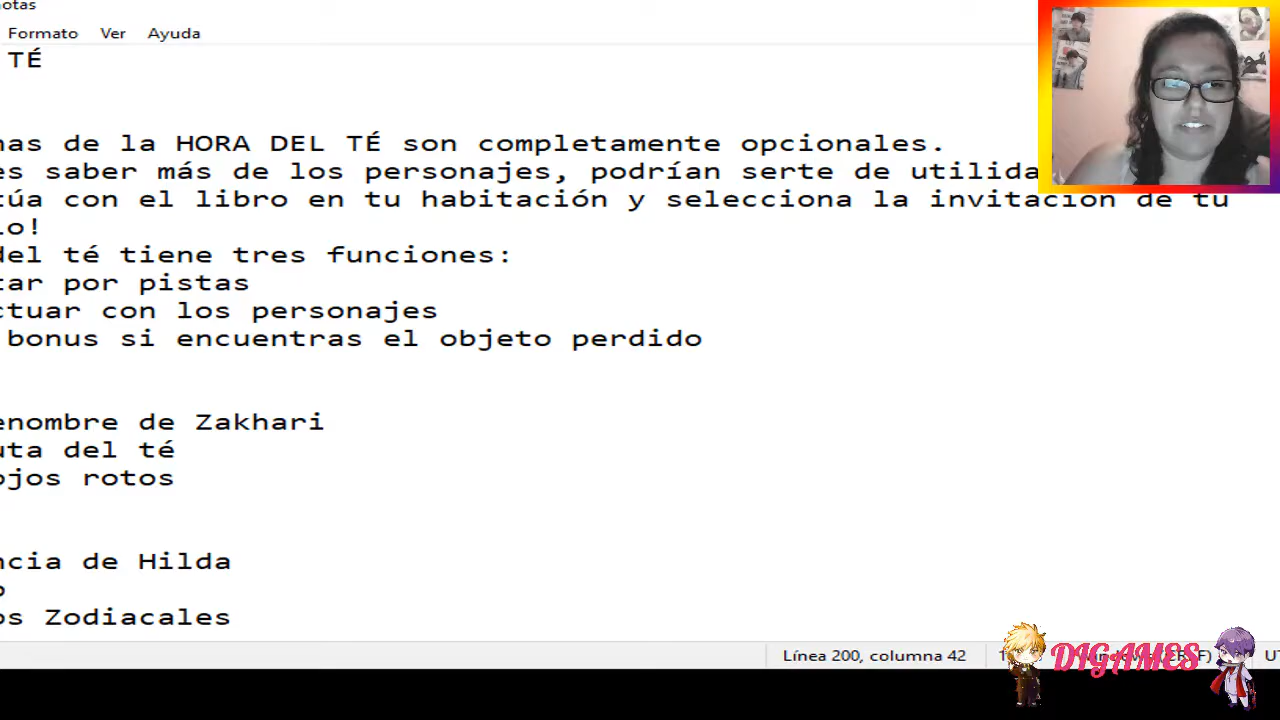 otas
Formato Ver Ayuda
TÉ
nas de la HORA DEL TÉ son completamente opcionales.
es saber más de los personajes, podrían serte de utilida
túa con el libro en tu habitación y selecciona la invitación de tu
io!
del té tiene tres funciones:
tar por pistas
ctuar con los personajes
bonus si encuentras el objeto perdido
enombre de Zakhari
uta del té
ojos rotos
ncia de Hilda
o
os Zodiacales
Línea 200, columna 42
DIGAMES